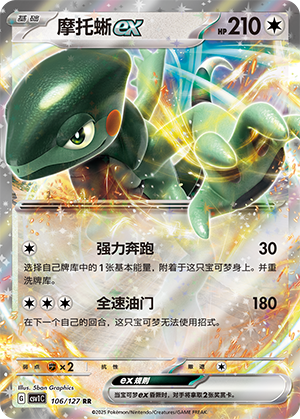 基础
摩托蜥ex
HP 210
强力奔跑 30
选择自己牌库中的1张基本能量，附着于这只宝可梦身上。并重
洗牌库。
全速油门 180
在下一个自己的回合，这只宝可梦无法使用招式。
弱点 ×2 抗性 撤退
Illus. 5ban Graphics
G CSV1C 106/127 RR
ex规则
当宝可梦ex昏厥时，对手将拿取2张奖赏卡。
©2025 Pokémon/Nintendo/Creatures/GAME FREAK